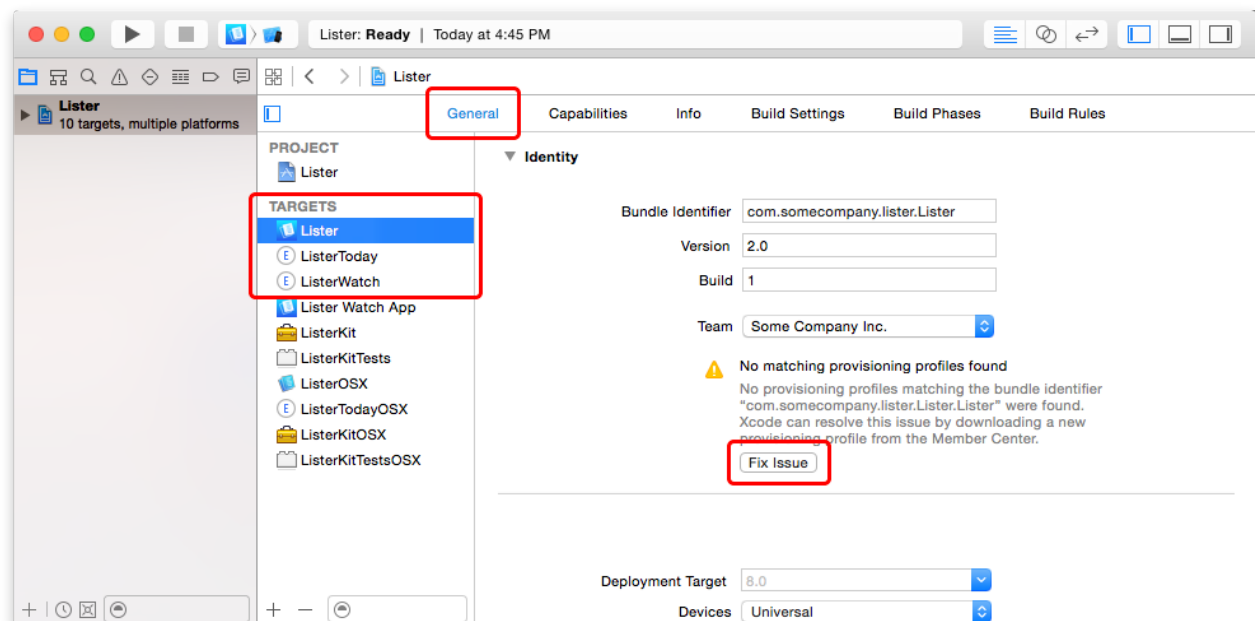 Lister: Ready | Today at 4:45 PM
Lister
Lister
10 targets, multiple platforms
General Capabilities Info Build Settings Build Phases Build Rules
PROJECT
Lister
TARGETS
Lister
ListerToday
ListerWatch
Lister Watch App
ListerKit
ListerKitTests
ListerOSX
ListerTodayOSX
ListerKitOSX
ListerKitTestsOSX
Identity
Bundle Identifier com.somecompany.lister.Lister
Version 2.0
Build 1
Team Some Company Inc.
No matching provisioning profiles found
No provisioning profiles matching the bundle identifier
"com.somecompany.lister.Lister.Lister" were found.
Xcode can resolve this issue by downloading a new
provisioning profile from the Member Center.
Fix Issue
Deployment Target 8.0
Devices Universal